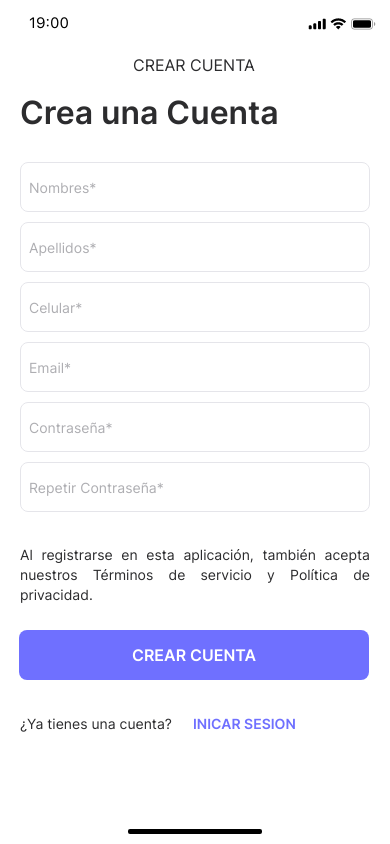 19:00
CREAR CUENTA
Crea una Cuenta
Nombres*
Apellidos*
Celular*
Email*
Contraseña*
Repetir Contraseña*
Al registrarse en esta aplicación, también acepta
nuestros Términos de servicio y Política de
privacidad.
CREAR CUENTA
¿Ya tienes una cuenta? INICAR SESION